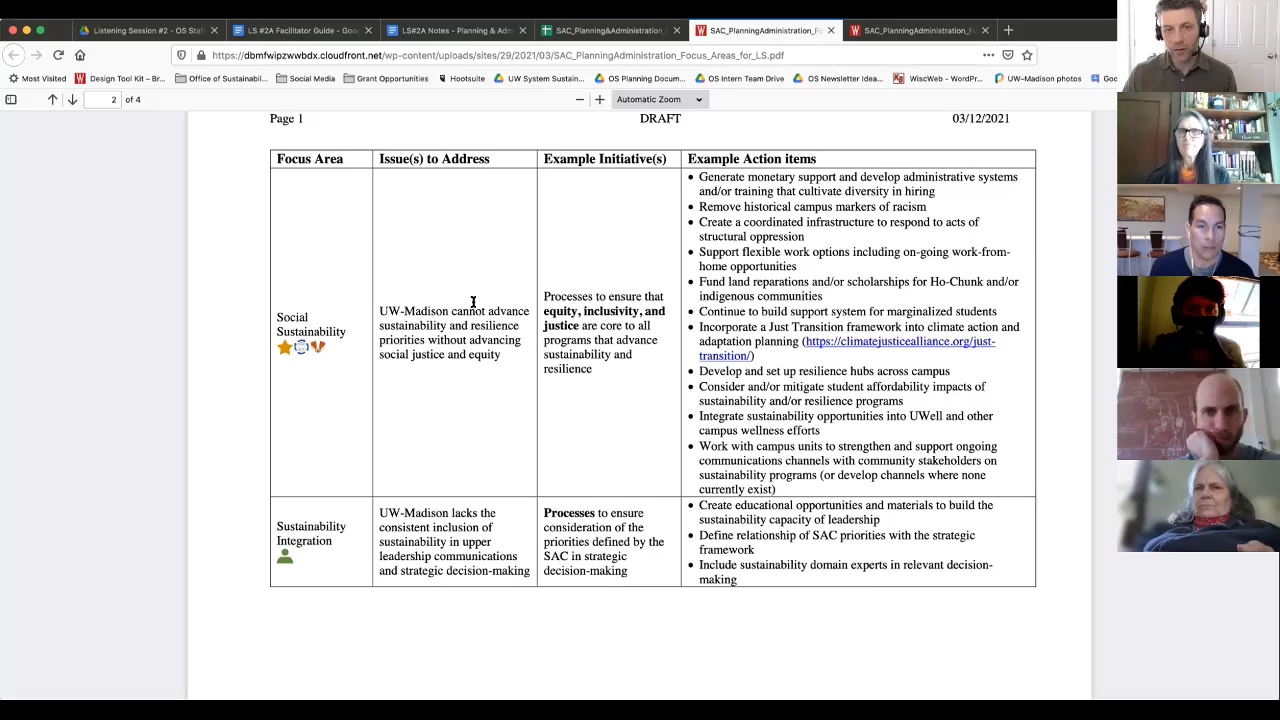 Listening Session #2 - OS Staf
LS #2A Facilitator Guide - Goog
LS#2A Notes - Planning & Adm
SAC_Planning&Administration_
SAC_PlanningAdministration_Fo
SAC_PlanningAdministration_Fo
https://dbmfwipzwwbdx.cloudfront.net/wp-content/uploads/sites/29/2021/03/SAC_PlanningAdministration_Focus_Areas_for_LS.pdf
Most Visited
Design Tool Kit – Br...
Office of Sustainabil...
Social Media
Grant Opportunities
Hootsuite
UW System Sustain...
OS Planning Docum...
OS Intern Team Drive
OS Newsletter Idea...
WiscWeb - WordPr...
UW-Madison photos
Goo
2 of 4
Automatic Zoom
Page 1 DRAFT 03/12/2021
Focus Area
Issue(s) to Address
Example Initiative(s)
Example Action items
Social
Sustainability
UW-Madison cannot advance
sustainability and resilience
priorities without advancing
social justice and equity
Processes to ensure that
equity, inclusivity, and
justice are core to all
programs that advance
sustainability and
resilience
• Generate monetary support and develop administrative systems
and/or training that cultivate diversity in hiring
• Remove historical campus markers of racism
• Create a coordinated infrastructure to respond to acts of
structural oppression
• Support flexible work options including on-going work-from-
home opportunities
• Fund land reparations and/or scholarships for Ho-Chunk and/or
indigenous communities
• Continue to build support system for marginalized students
• Incorporate a Just Transition framework into climate action and
adaptation planning (https://climatejusticealliance.org/just-
transition/)
• Develop and set up resilience hubs across campus
• Consider and/or mitigate student affordability impacts of
sustainability and/or resilience programs
• Integrate sustainability opportunities into UWell and other
campus wellness efforts
• Work with campus units to strengthen and support ongoing
communications channels with community stakeholders on
sustainability programs (or develop channels where none
currently exist)
Sustainability
Integration
UW-Madison lacks the
consistent inclusion of
sustainability in upper
leadership communications
and strategic decision-making
Processes to ensure
consideration of the
priorities defined by the
SAC in strategic
decision-making
• Create educational opportunities and materials to build the
sustainability capacity of leadership
• Define relationship of SAC priorities with the strategic
framework
• Include sustainability domain experts in relevant decision-
making